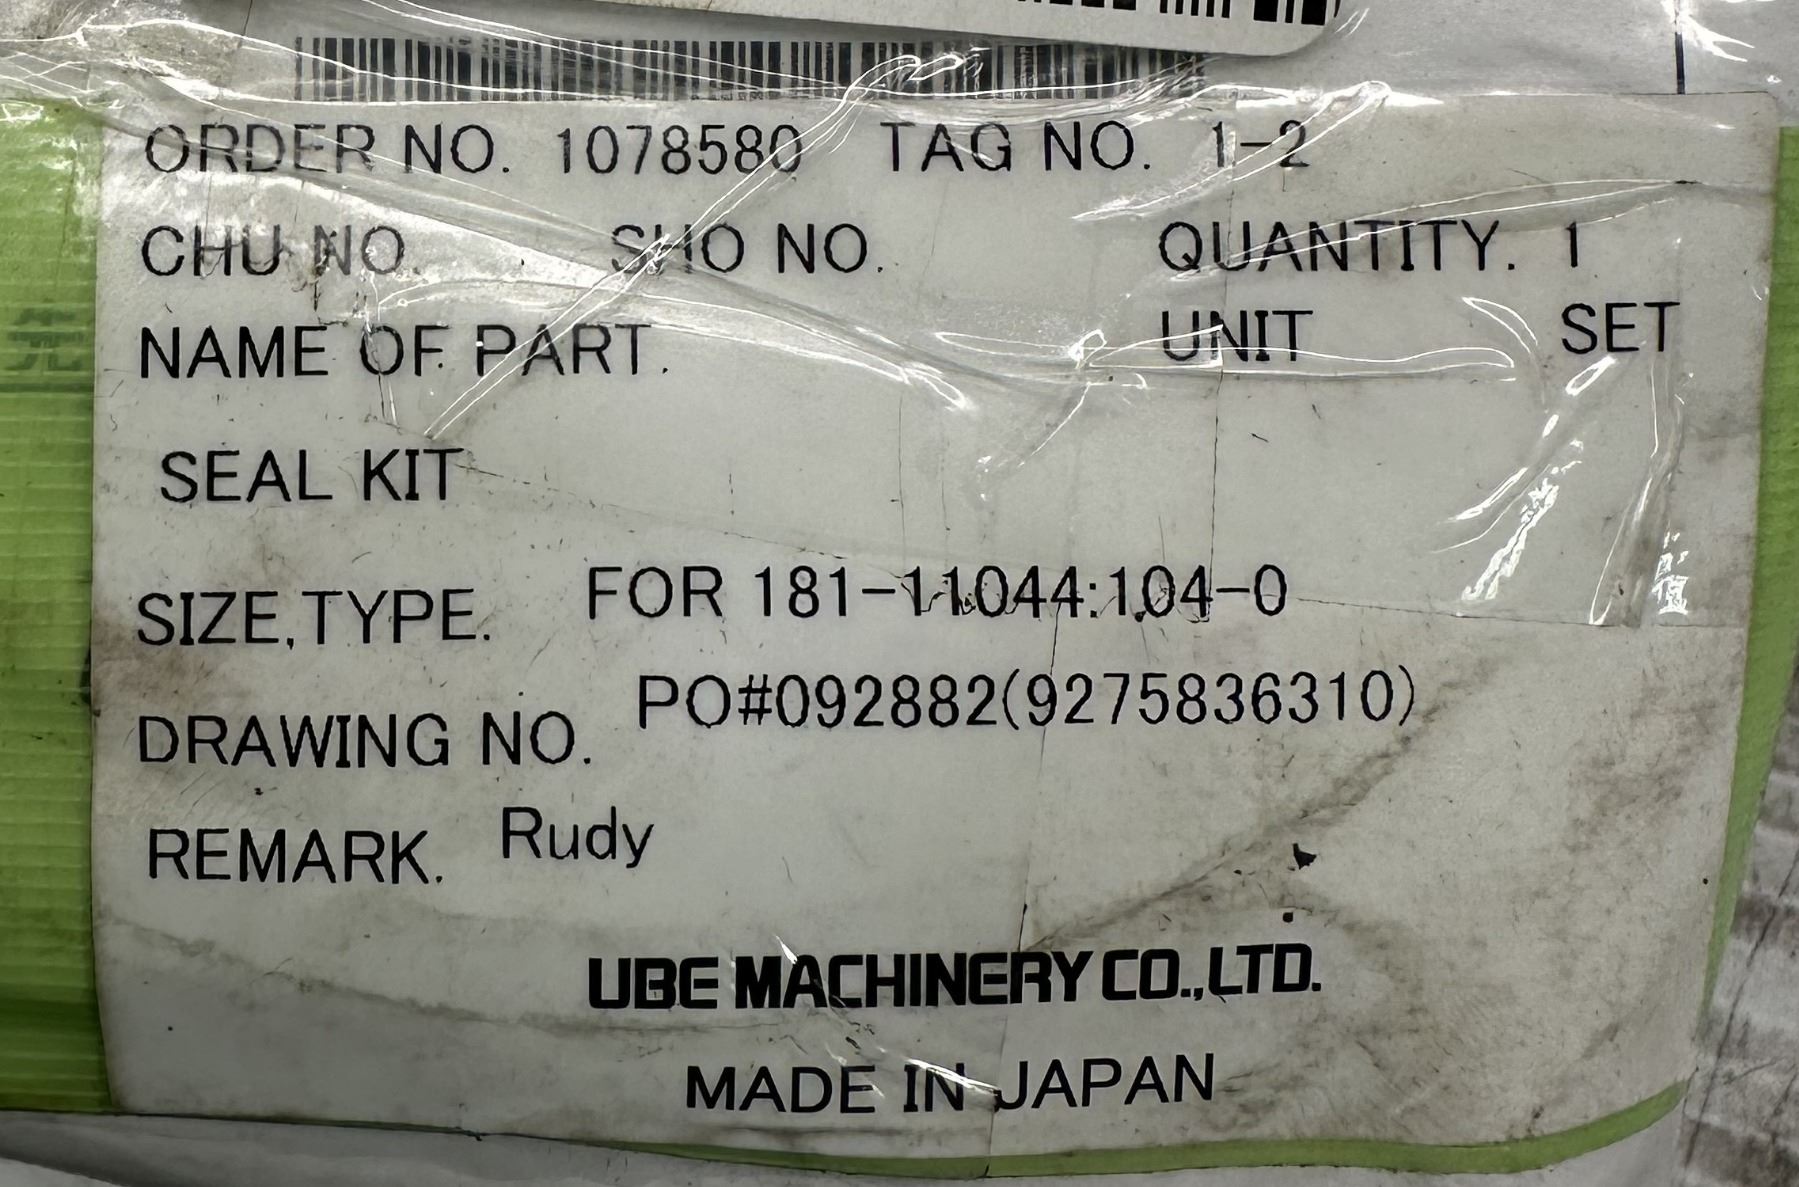 ORDER NO. 1078580 TAG NO. 1-2
CHU NO. SHO NO. QUANTITY. 1
NAME OF PART. UNIT SET
SEAL KIT
SIZE,TYPE. FOR 181-11044:104-0
DRAWING NO. PO#092882(9275836310)
REMARK. Rudy
UBE MACHINERY CO.,LTD.
MADE IN JAPAN